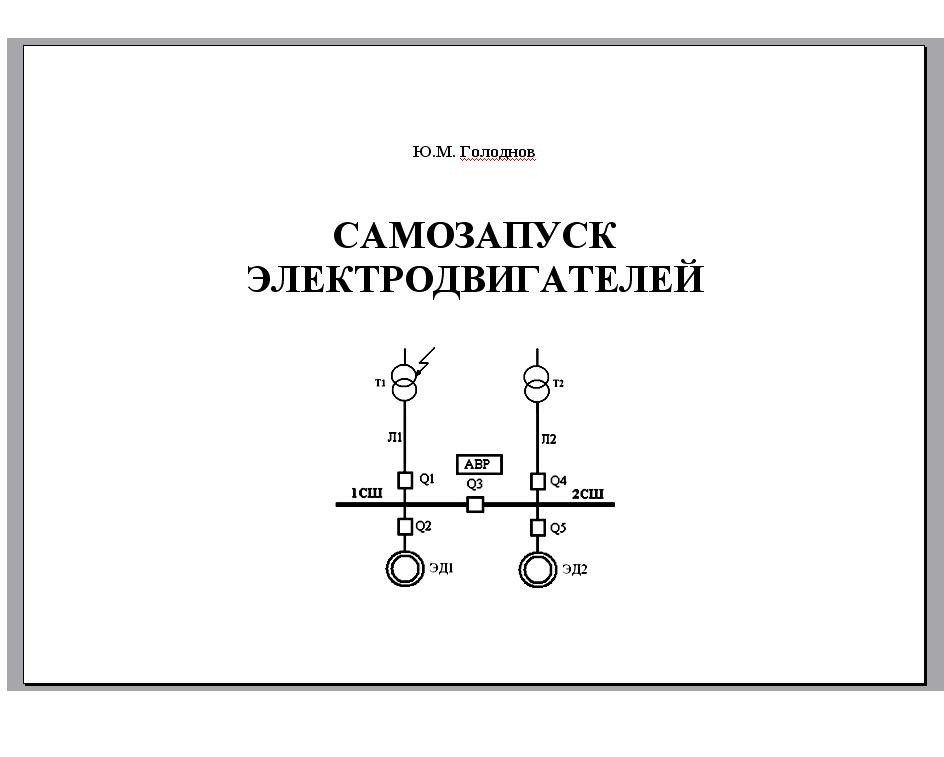 Ю.М. Голоднов
САМОЗАПУСК
ЭЛЕКТРОДВИГАТЕЛЕЙ
Т1
Т2
Л1
Л2
АВР
Q1
Q3
Q4
1СШ
2СШ
Q2
Q5
ЭД1
ЭД2